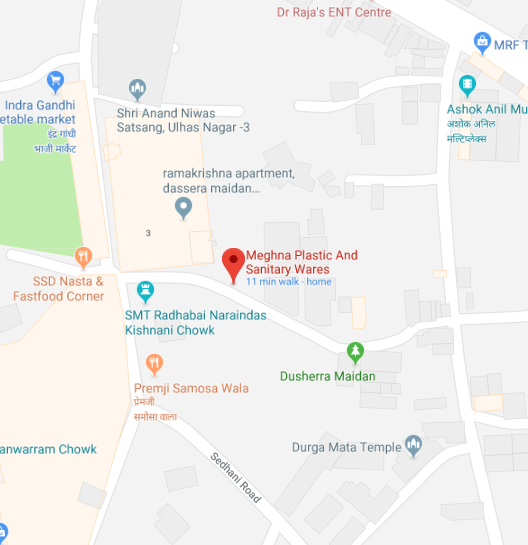 Dr Raja's ENT Centre
MRF T
Indra Gandhi
etable market
इंद्रा गांधी
भाजी मार्केट
Shri Anand Niwas
Satsang, Ulhas Nagar -3
Ashok Anil Mu
अशोक अनिल
मल्टिप्लेक्स
ramakrishna apartment,
dassera maidan...
3
Meghna Plastic And
Sanitary Wares
11 min walk - home
SSD Nasta &
Fastfood Corner
SMT Radhabai Naraindas
Kishnani Chowk
Dusherra Maidan
Premji Samosa Wala
प्रेमजी
समोसा वाला
anwarram Chowk
Durga Mata Temple
Sedhani Road